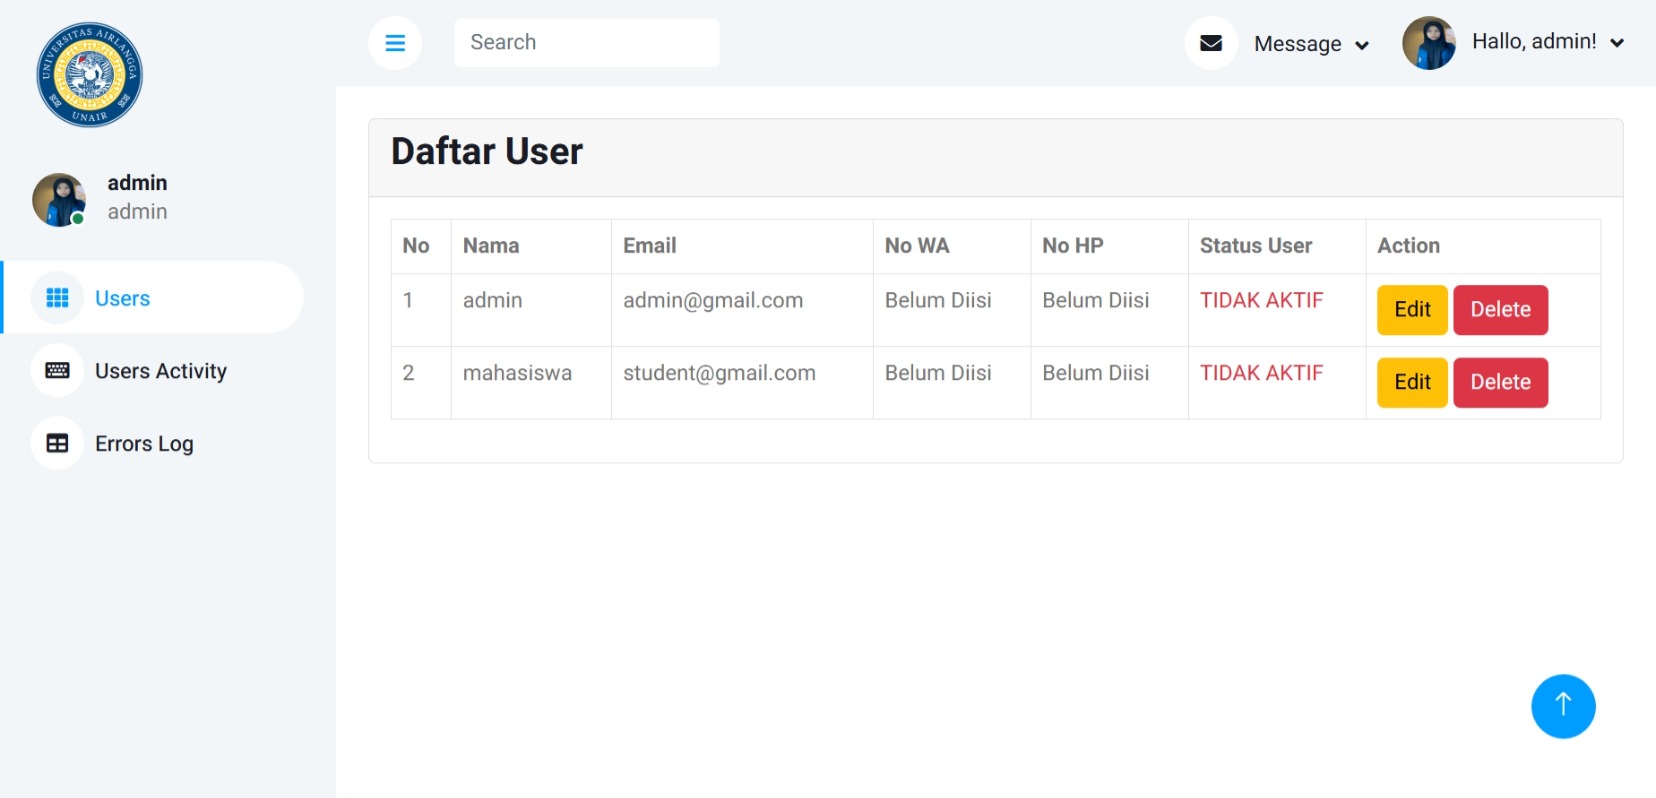 UNIVERSITAS AIRLANGGA
UNAIR
Search
Message
Hallo, admin!
admin
admin
Users
Users Activity
Errors Log
Daftar User
No Nama Email No WA No HP Status User Action
1 admin admin@gmail.com Belum Diisi Belum Diisi TIDAK AKTIF Edit Delete
2 mahasiswa student@gmail.com Belum Diisi Belum Diisi TIDAK AKTIF Edit Delete